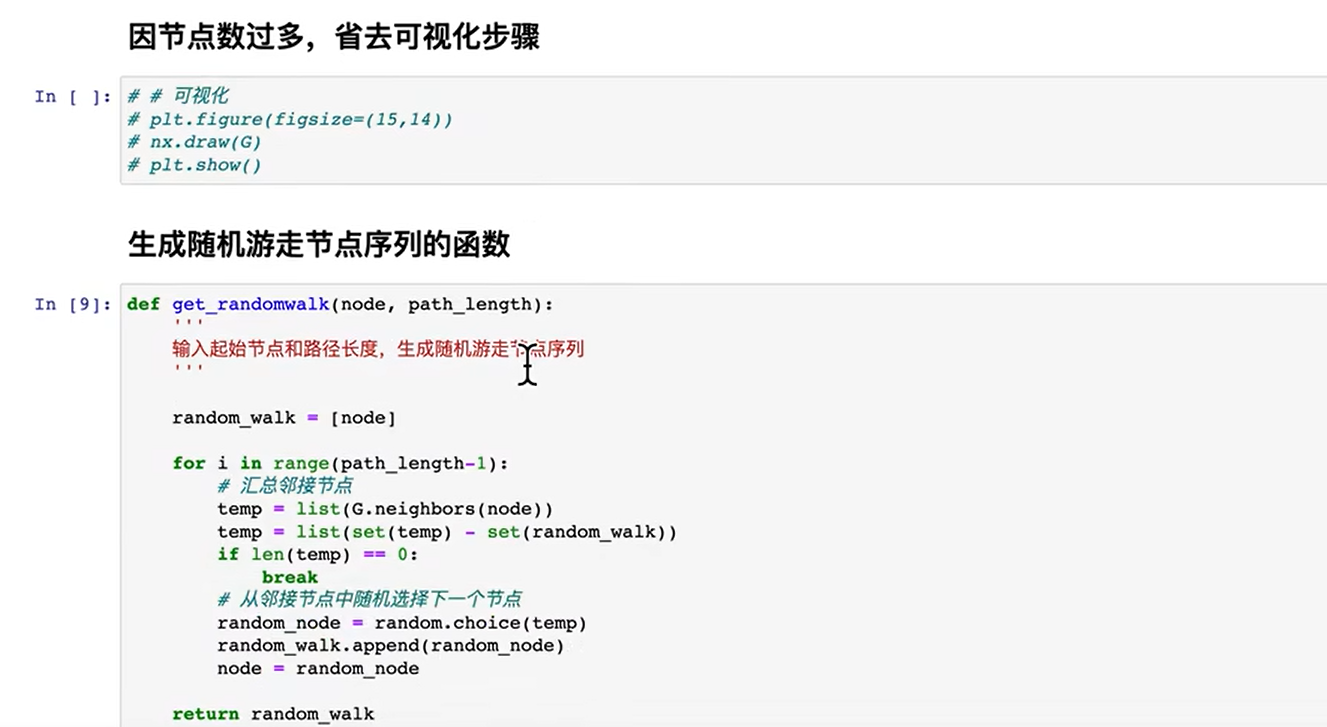 因节点数过多，省去可视化步骤
In [ ]:
# # 可视化
# plt.figure(figsize=(15,14))
# nx.draw(G)
# plt.show()
生成随机游走节点序列的函数
In [9]:
def get_randomwalk(node, path_length):
    '''
    输入起始节点和路径长度，生成随机游走节点序列
    '''
    random_walk = [node]
    for i in range(path_length-1):
        # 汇总邻接节点
        temp = list(G.neighbors(node))
        temp = list(set(temp) - set(random_walk))
        if len(temp) == 0:
            break
        # 从邻接节点中随机选择下一个节点
        random_node = random.choice(temp)
        random_walk.append(random_node)
        node = random_node
    return random_walk